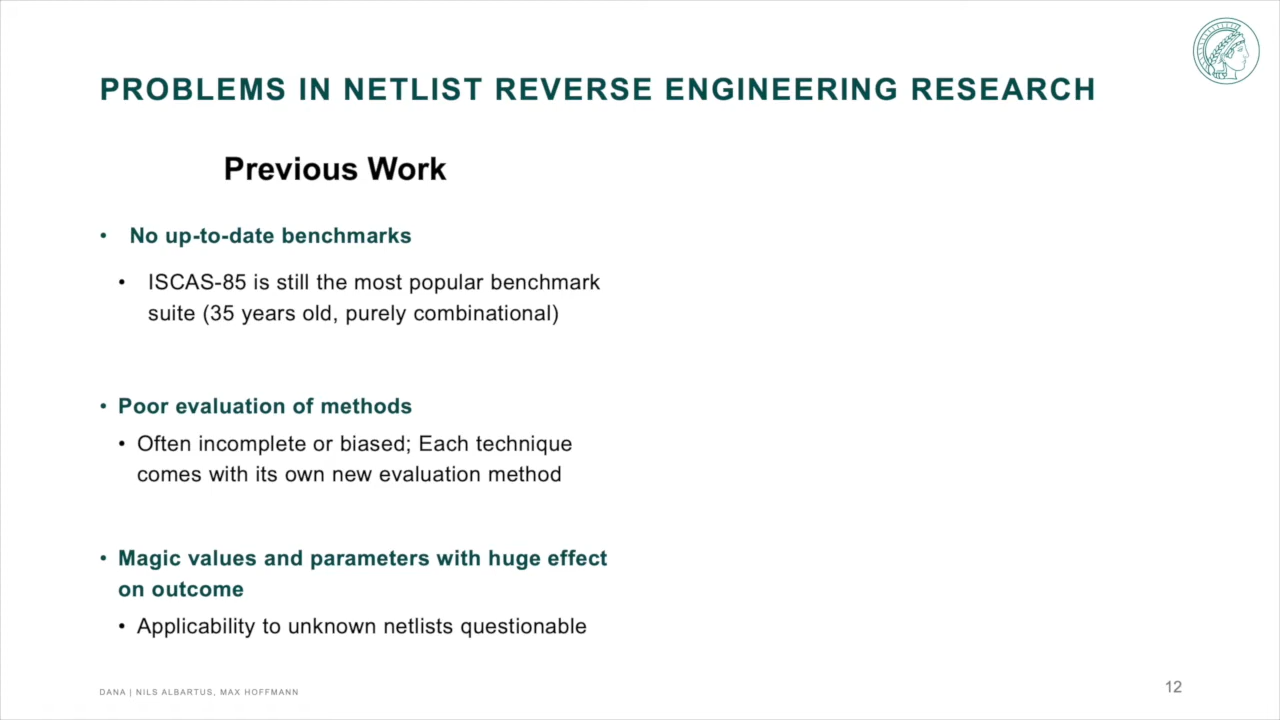 PROBLEMS IN NETLIST REVERSE ENGINEERING RESEARCH
Previous Work
• No up-to-date benchmarks
• ISCAS-85 is still the most popular benchmark
suite (35 years old, purely combinational)
• Poor evaluation of methods
• Often incomplete or biased; Each technique
comes with its own new evaluation method
• Magic values and parameters with huge effect
on outcome
• Applicability to unknown netlists questionable
DANA | NILS ALBARTUS, MAX HOFFMANN
12